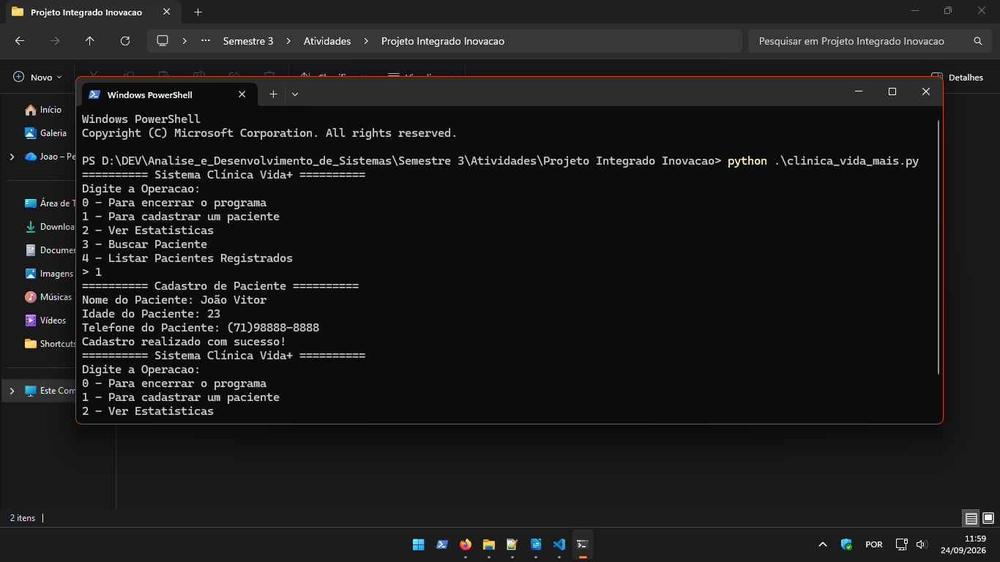 Projeto Integrado Inovacao
Semestre 3 Atividades Projeto Integrado Inovacao
Pesquisar em Projeto Integrado Inovacao
Novo
Detalhes
Início
Galeria
Joao – Pe
Área de T
Downloa
Documen
Imagens
Músicas
Vídeos
Shortcuts
Este Com
Windows PowerShell
Windows PowerShell
Copyright (C) Microsoft Corporation. All rights reserved.
PS D:\DEV\Analise_e_Desenvolvimento_de_Sistemas\Semestre 3\Atividades\Projeto Integrado Inovacao> python .\clinica_vida_mais.py
========== Sistema Clínica Vida+ ==========
Digite a Operacao:
0 - Para encerrar o programa
1 - Para cadastrar um paciente
2 - Ver Estatisticas
3 - Buscar Paciente
4 - Listar Pacientes Registrados
> 1
========== Cadastro de Paciente ==========
Nome do Paciente: João Vitor
Idade do Paciente: 23
Telefone do Paciente: (71)98888-8888
Cadastro realizado com sucesso!
========== Sistema Clínica Vida+ ==========
Digite a Operacao:
0 - Para encerrar o programa
1 - Para cadastrar um paciente
2 - Ver Estatisticas
2 itens
POR
11:59
24/09/2026